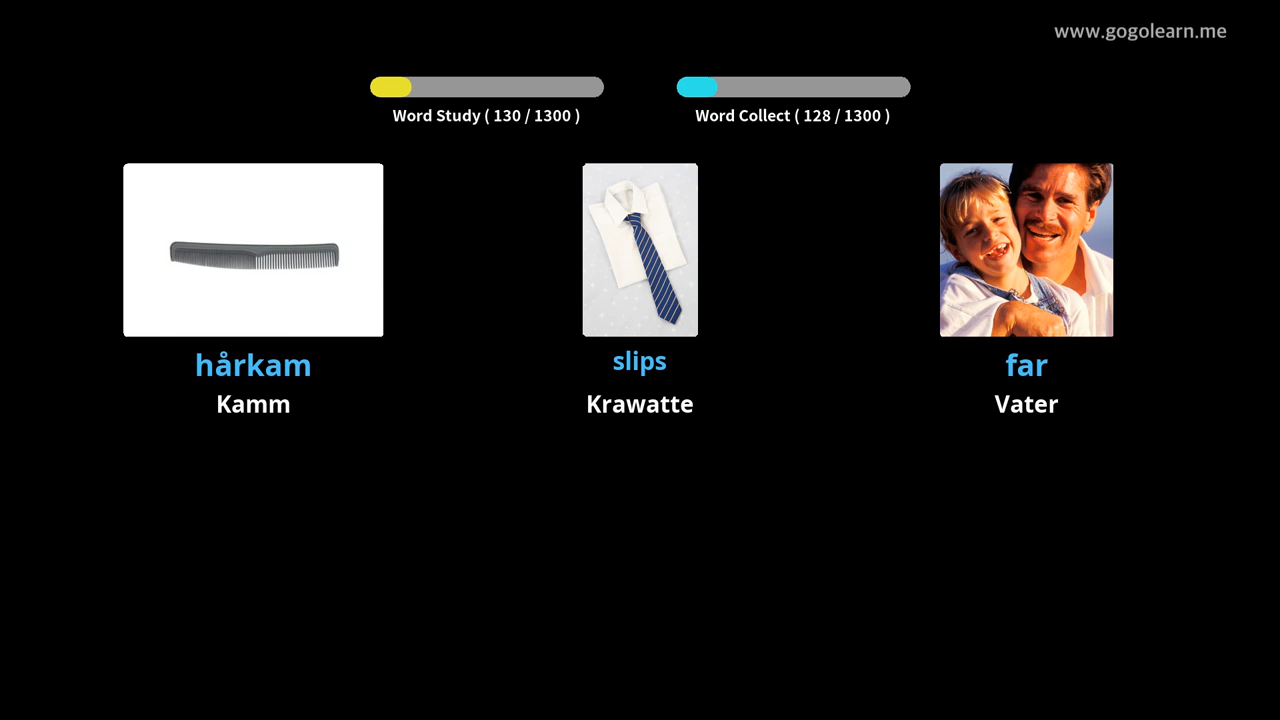 www.gogolearn.me
Word Study ( 130 / 1300 )
Word Collect ( 128 / 1300 )
hårkam
Kamm
slips
Krawatte
far
Vater